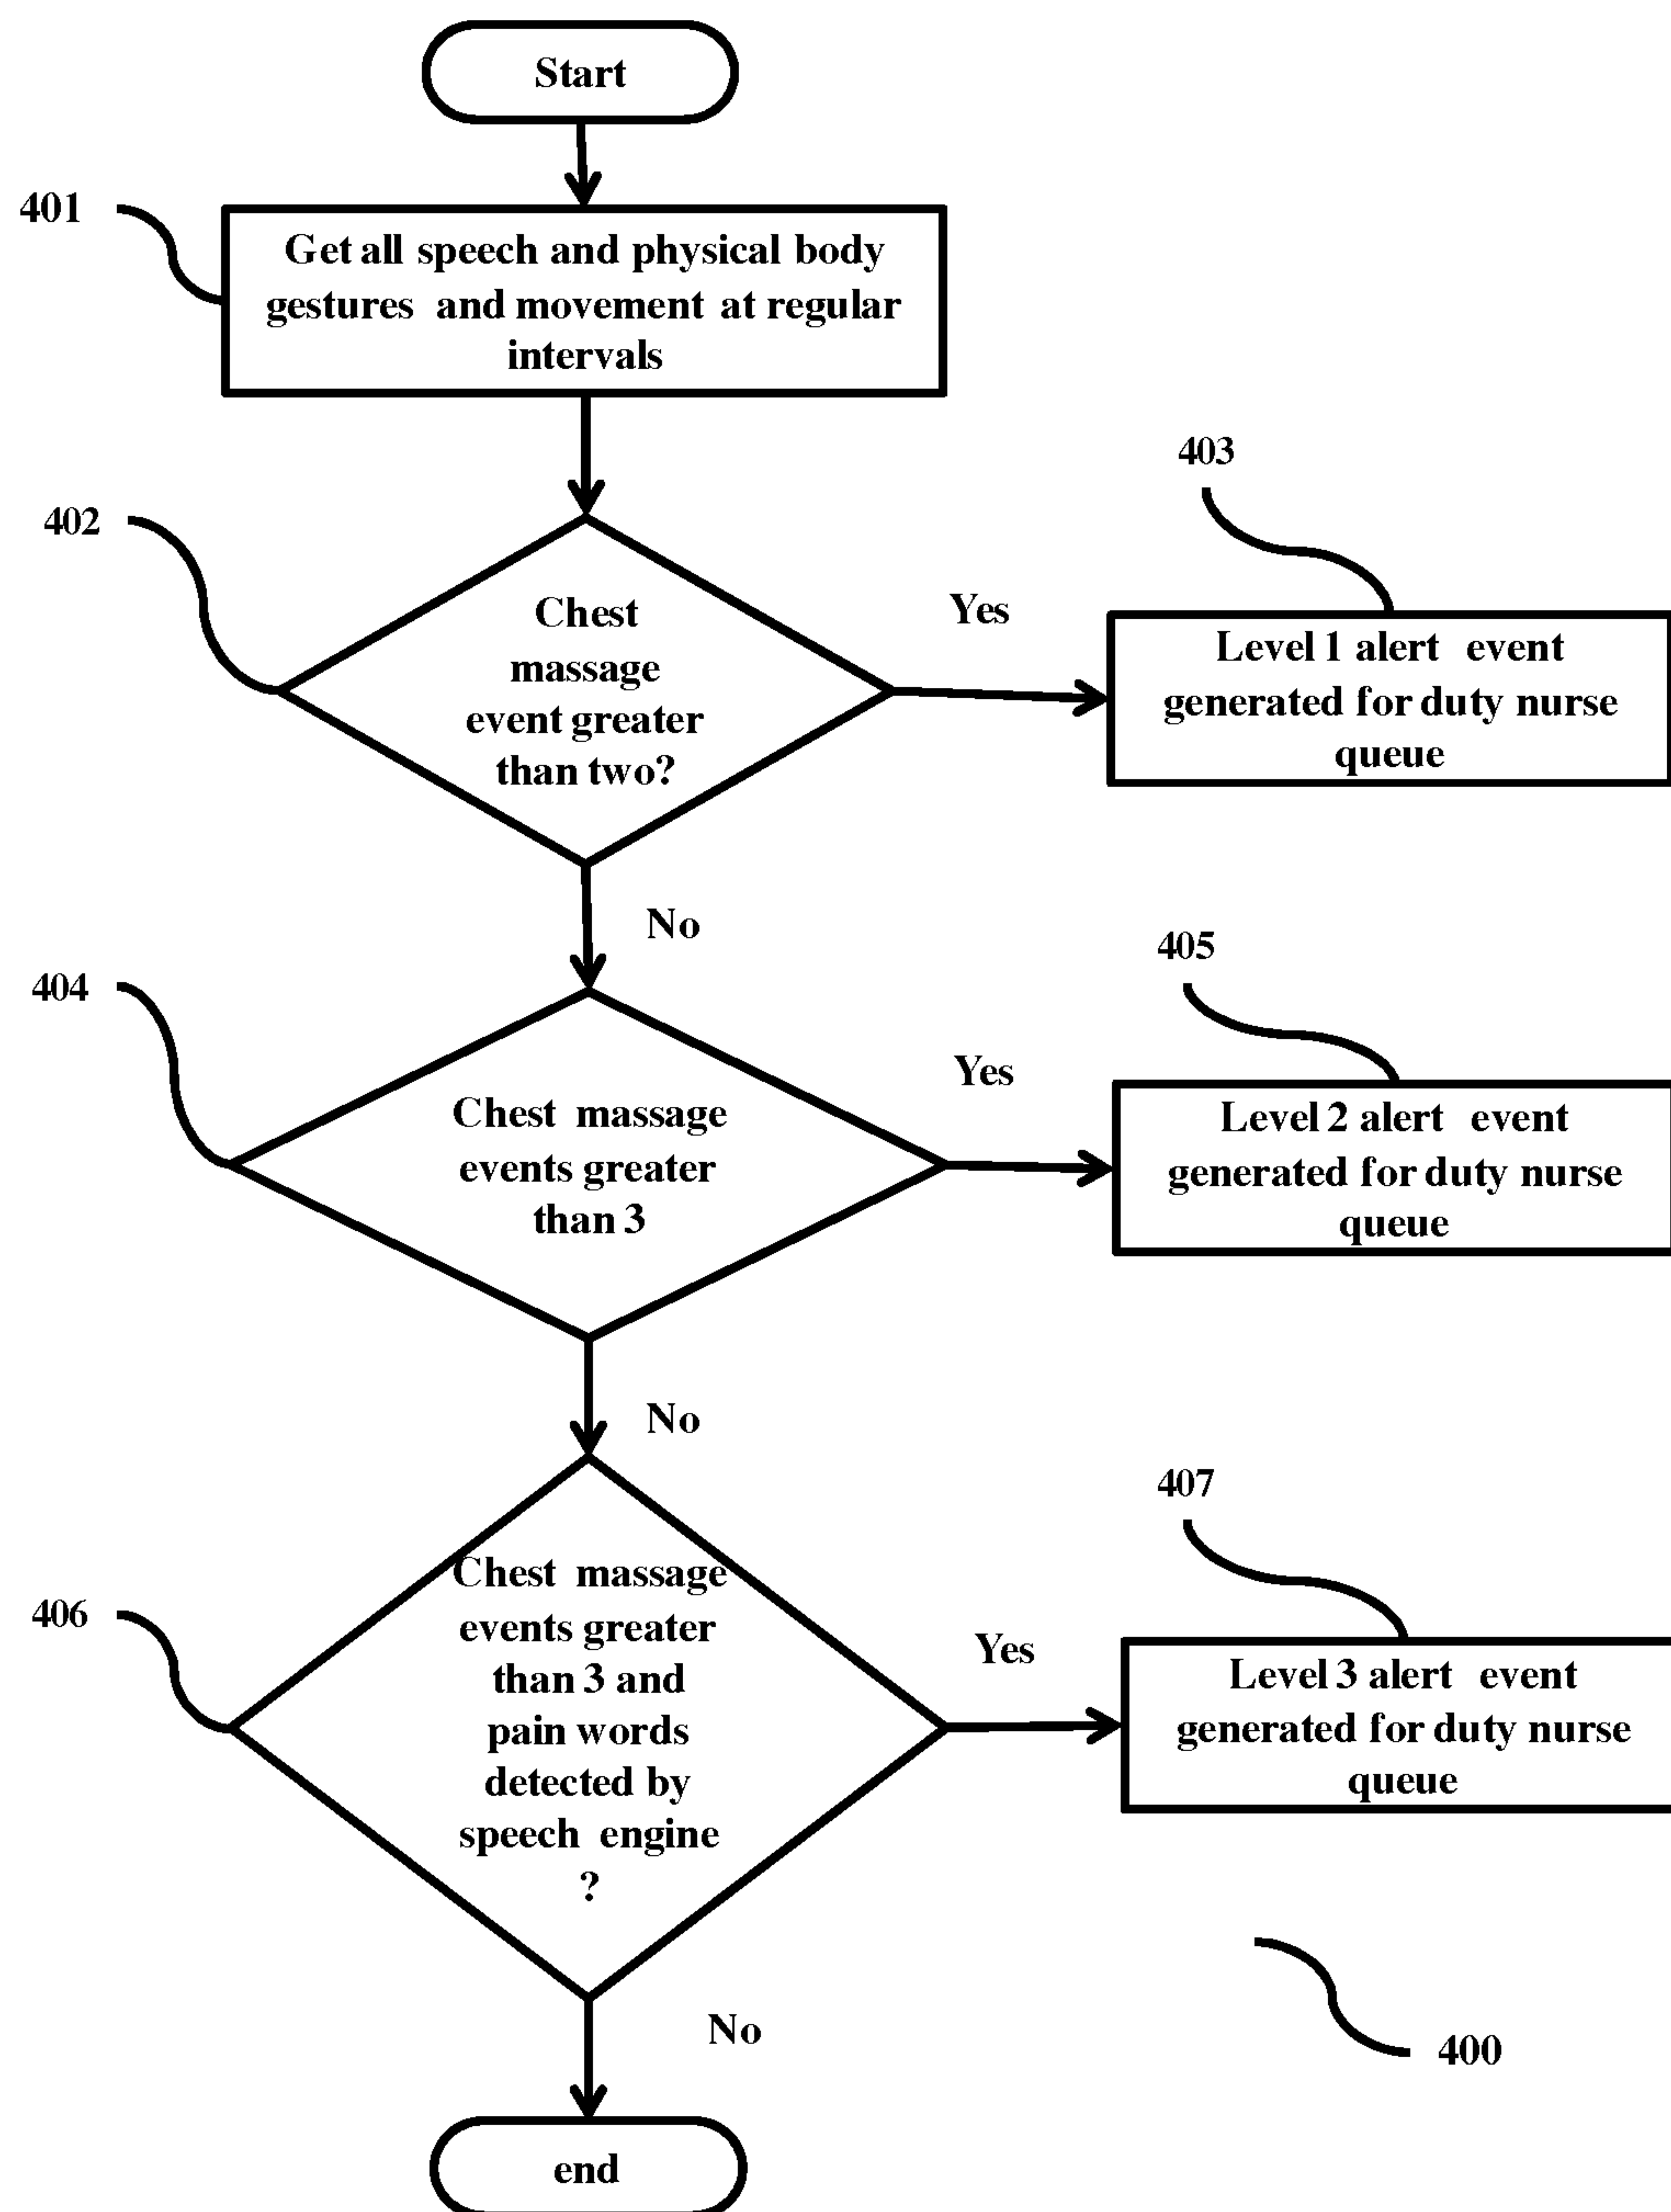 Start
401
Get all speech and physical body
gestures and movement at regular
intervals
403
402
Chest
massage
event greater
than two?
Yes
Level 1 alert event
generated for duty nurse
queue
No
405
404
Chest massage
events greater
than 3
Yes
Level 2 alert event
generated for duty nurse
queue
No
407
406
Chest massage
events greater
than 3 and
pain words
detected by
speech engine
?
Yes
Level 3 alert event
generated for duty nurse
queue
No
400
end